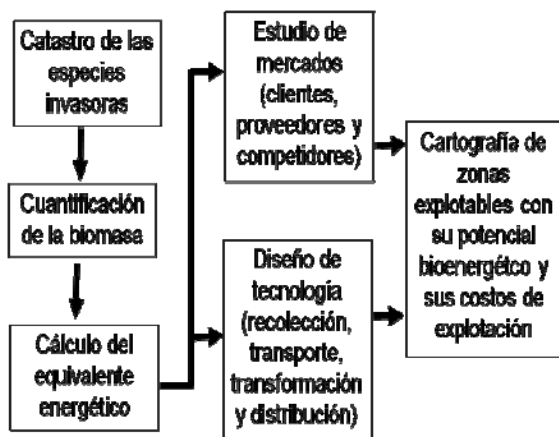 Catastro de las
especies
invasoras
Cuantificación
de la biomasa
Cálculo del
equivalente
energético
Estudio de
mercados
(clientes,
proveedores y
competidores)
Diseño de
tecnología
(recolección,
transporte,
transformación
y distribución)
Cartografía de
zonas
explotables con
su potencial
bioenergétco y
sus costos de
explotación